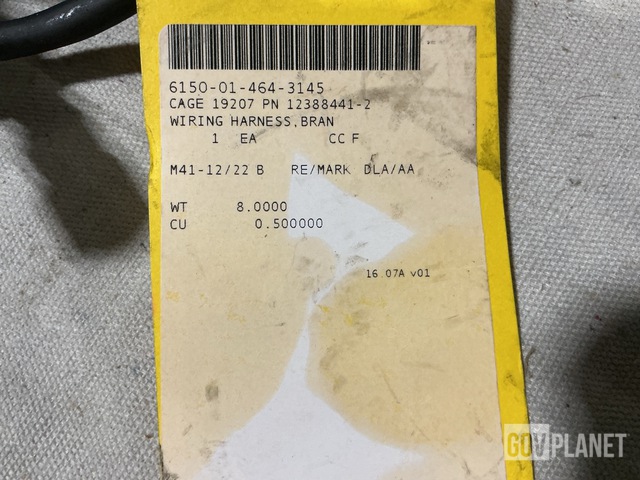 6150-01-464-3145
CAGE 19207 PN 12388441-2
WIRING HARNESS,BRAN
1 EA CC F
M41-12/22 B RE/MARK DLA/AA
WT 8.0000
CU 0.500000
16 07A v01
GOVPLANET